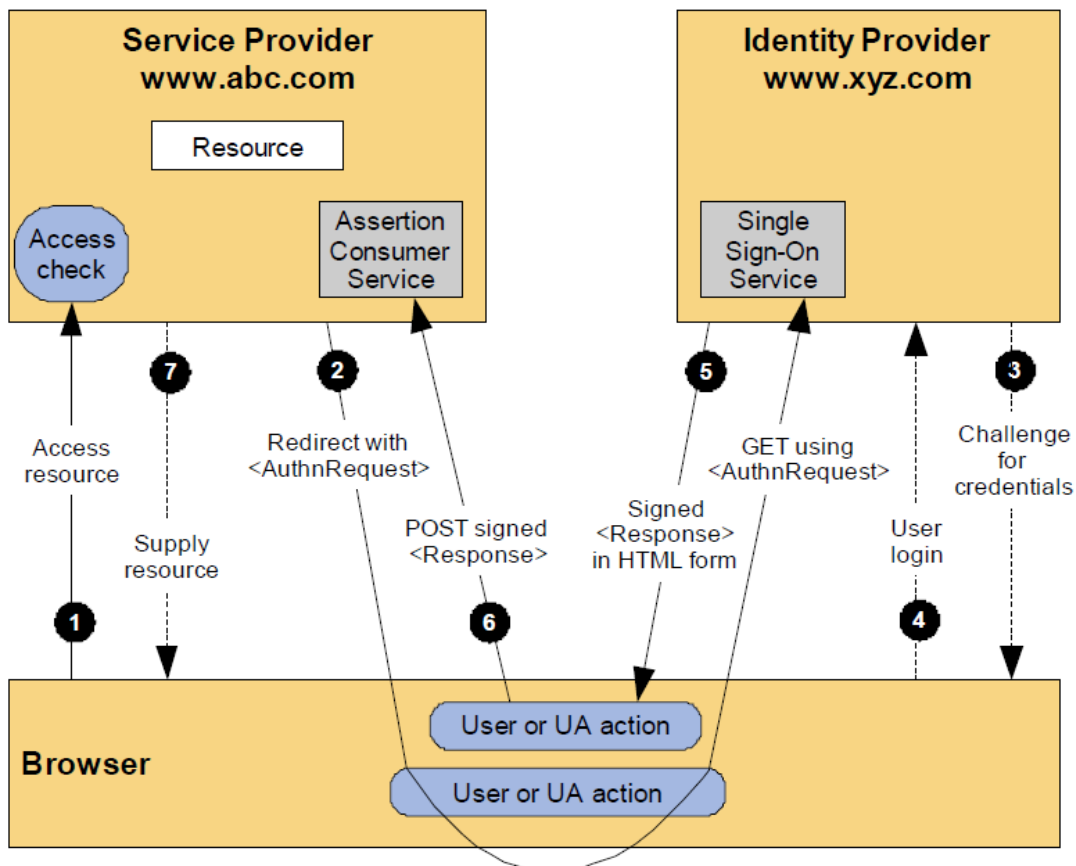 Service Provider
www.abc.com
Identity Provider
www.xyz.com
Resource
Access
check
Assertion
Consumer
Service
Single
Sign-On
Service
7
2
5
3
Access
resource
Redirect with
<AuthnRequest>
GET using
<AuthnRequest>
Challenge
for
credentials
POST signed
<Response>
Signed
<Response>
in HTML form
Supply
resource
User
login
1
6
4
User or UA action
Browser
User or UA action